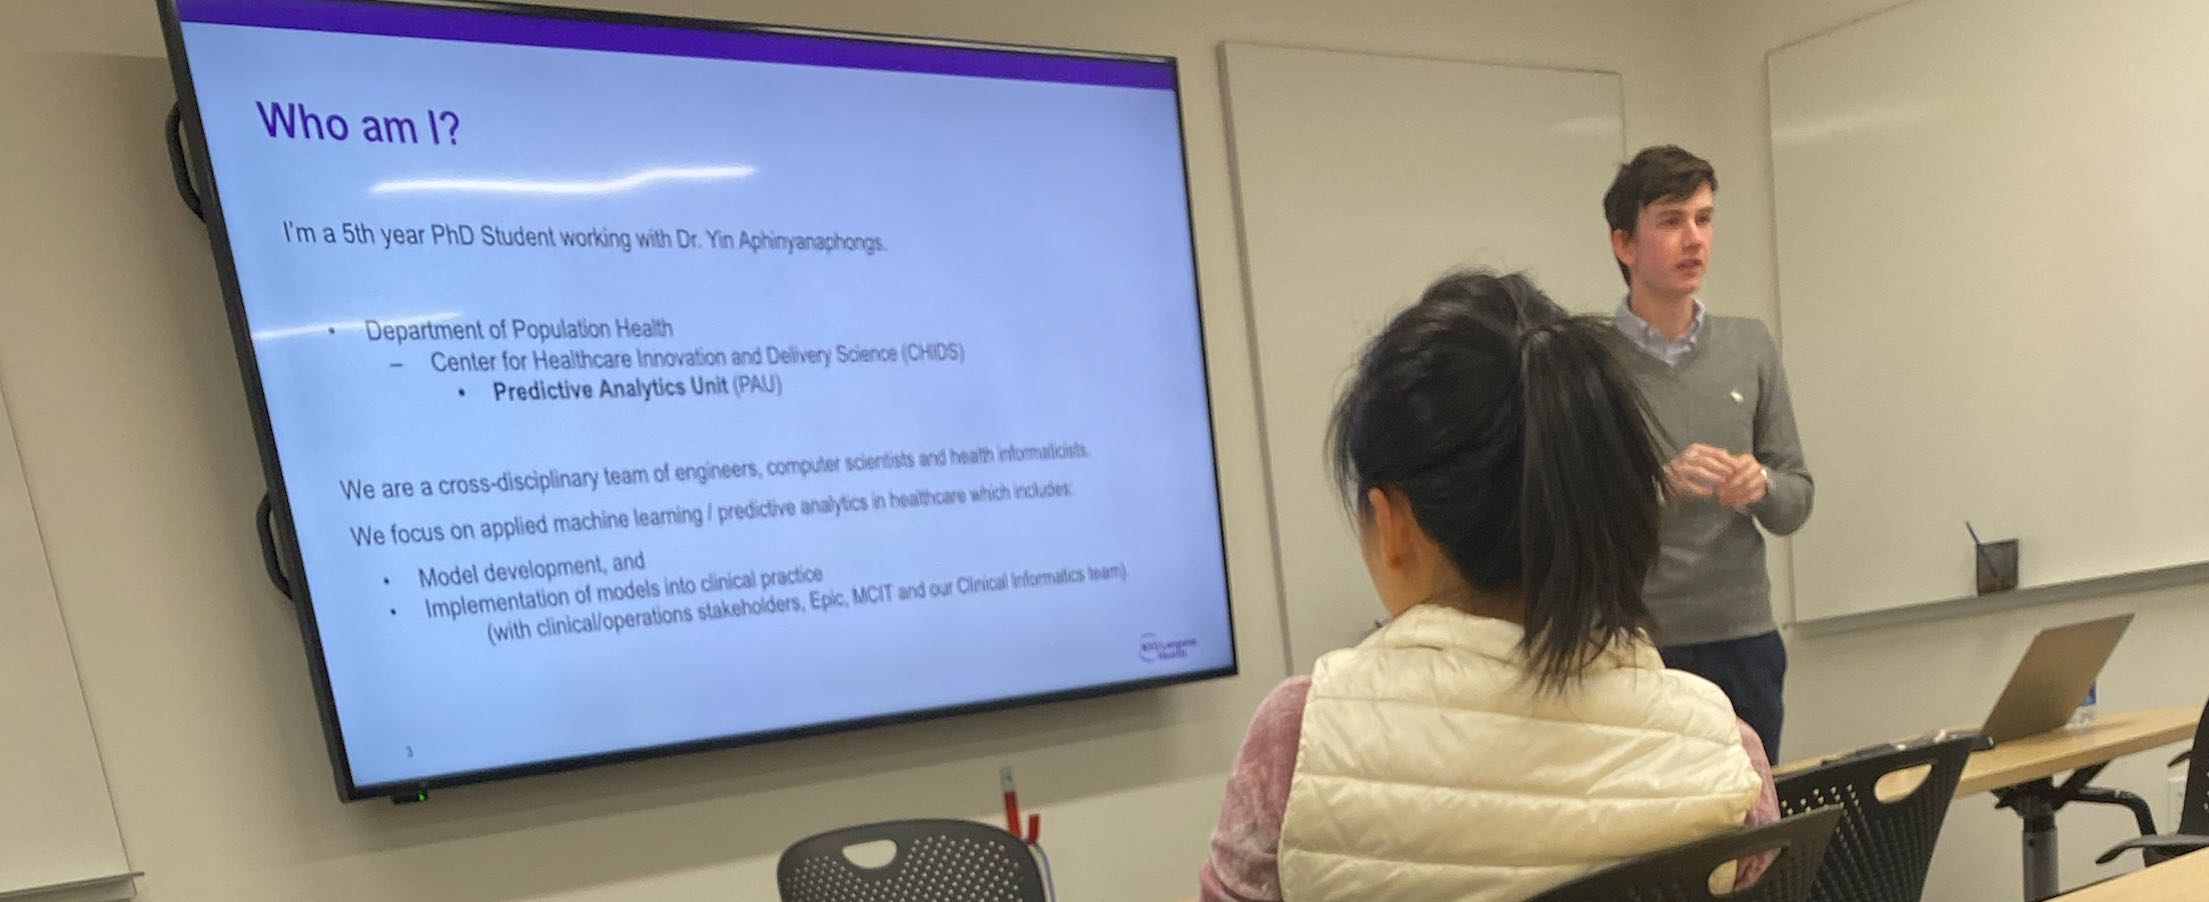 Who am I?
I'm a 5th year PhD Student working with Dr. Yin Aphinyanaphongs.
• Department of Population Health
– Center for Healthcare Innovation and Delivery Science (CHIDS)
• Predictive Analytics Unit (PAU)
We are a cross-disciplinary team of engineers, computer scientists and health informaticists.
We focus on applied machine learning / predictive analytics in healthcare which includes:
• Model development, and
• Implementation of models into clinical practice
(with clinical/operations stakeholders, Epic, MCIT and our Clinical Informatics team).
NYU Langone
Health
3